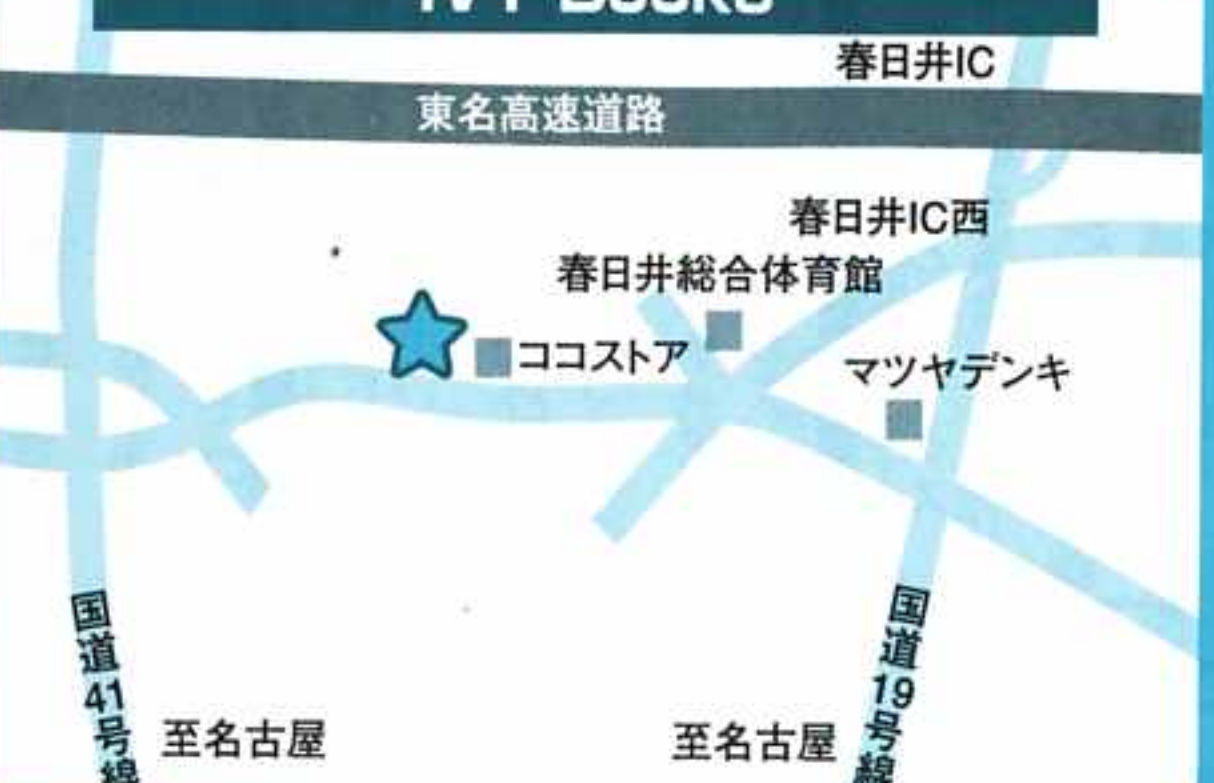 Books
春日井IC
東名高速道路
春日井IC西
春日井総合体育館
ココストア
マツヤデンキ
国道41号線
至名古屋
至名古屋
国道19号線